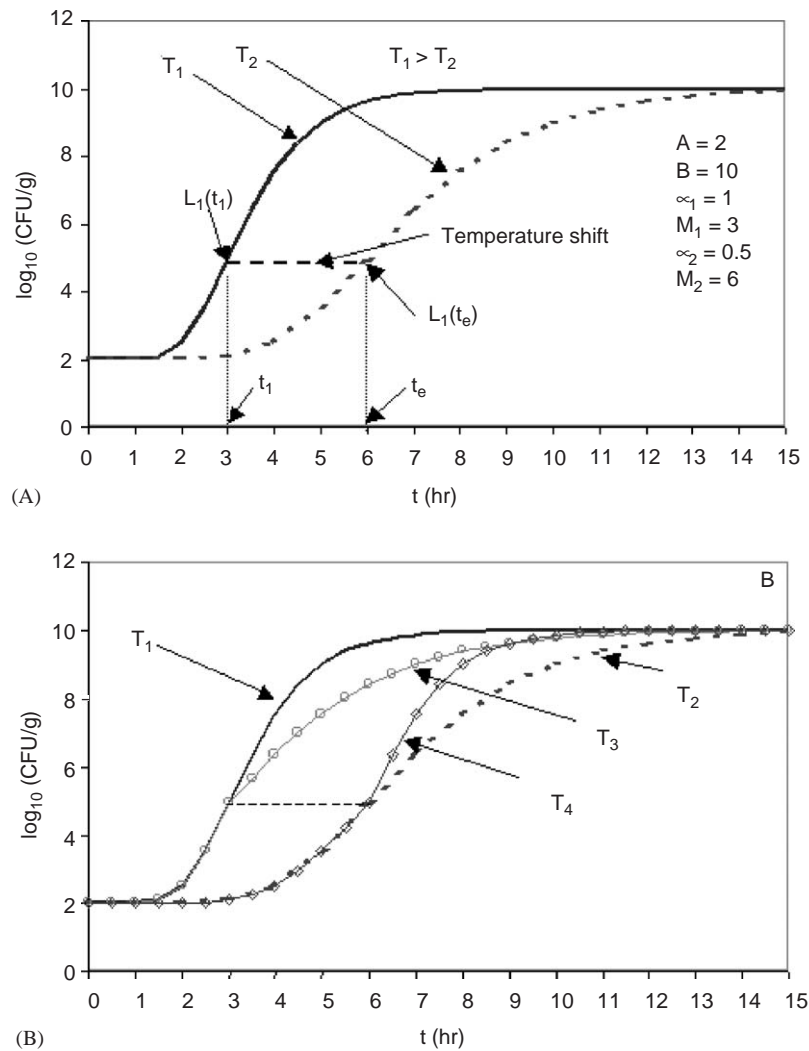 12
10
8
6
4
2
0
log₁₀ (CFU/g)
T₁
T₂
T₁ > T₂
A = 2
B = 10
∝₁ = 1
M₁ = 3
∝₂ = 0.5
M₂ = 6
L₁(t₁)
Temperature shift
L₁(tₑ)
t₁
tₑ
0 1 2 3 4 5 6 7 8 9 10 11 12 13 14 15
t (hr)
(A)
12
10
8
6
4
2
0
log₁₀ (CFU/g)
B
T₁
T₂
T₃
T₄
0 1 2 3 4 5 6 7 8 9 10 11 12 13 14 15
t (hr)
(B)